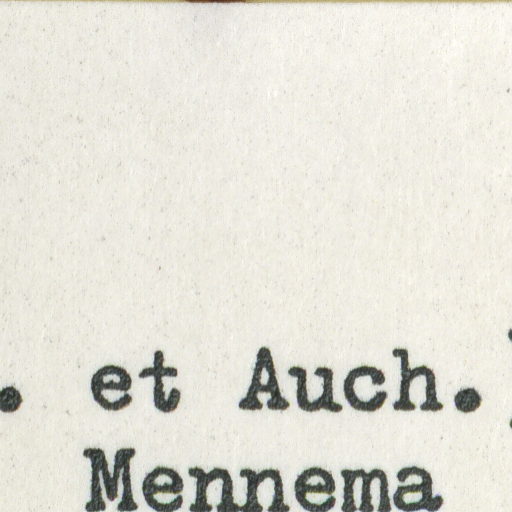 . et Auch.
Mennema